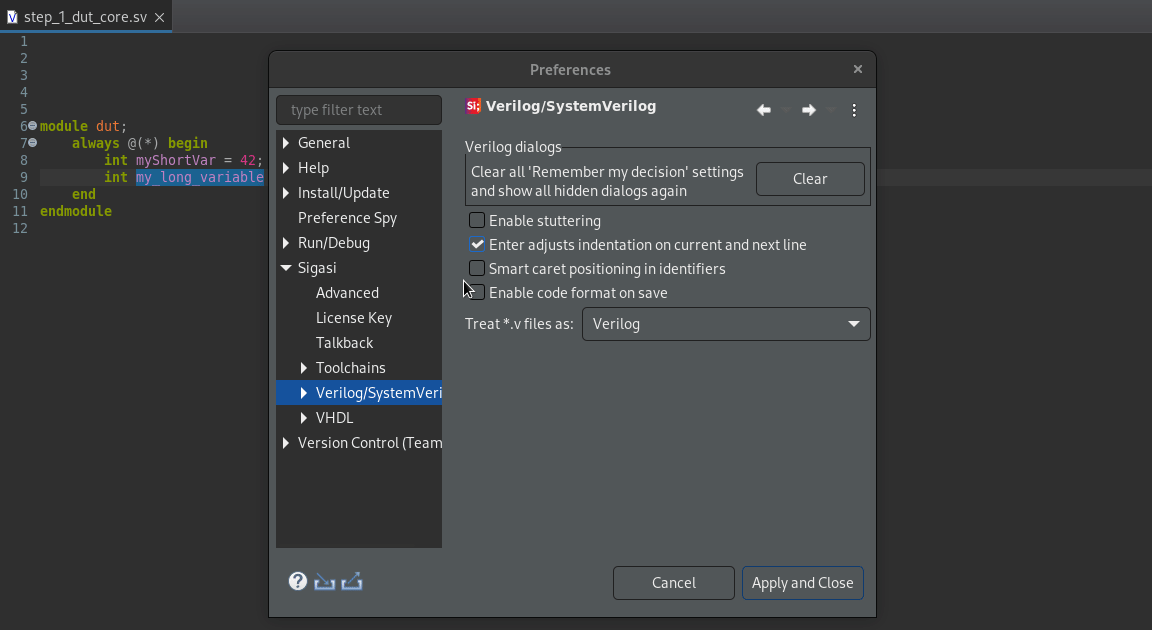 step_1_dut_core.sv
1
2
3
4
5
6 module dut;
7 always @(*) begin
8 int myShortVar = 42;
9 int my_long_variable
10 end
11 endmodule
12
Preferences
type filter text
General
Help
Install/Update
Preference Spy
Run/Debug
Sigasi
Advanced
License Key
Talkback
Toolchains
Verilog/SystemVeri
VHDL
Version Control (Team
Verilog/SystemVerilog
Verilog dialogs
Clear all 'Remember my decision' settings
and show all hidden dialogs again
Clear
Enable stuttering
Enter adjusts indentation on current and next line
Smart caret positioning in identifiers
Enable code format on save
Treat *.v files as: Verilog
Cancel Apply and Close